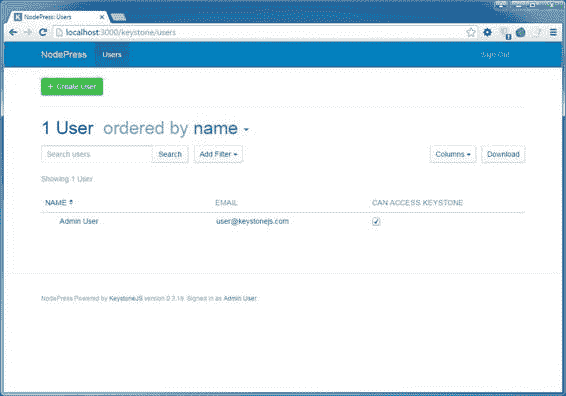 NodePress: Users
localhost:3000/keystone/users
NodePress Users Sign Out
+ Create User
1 User ordered by name
Search users Search Add Filter Columns Download
Showing 1 User
NAME EMAIL CAN ACCESS KEYSTONE
Admin User user@keystonejs.com
NodePress Powered by KeystoneJS version 0.3.19. Signed in as Admin User.